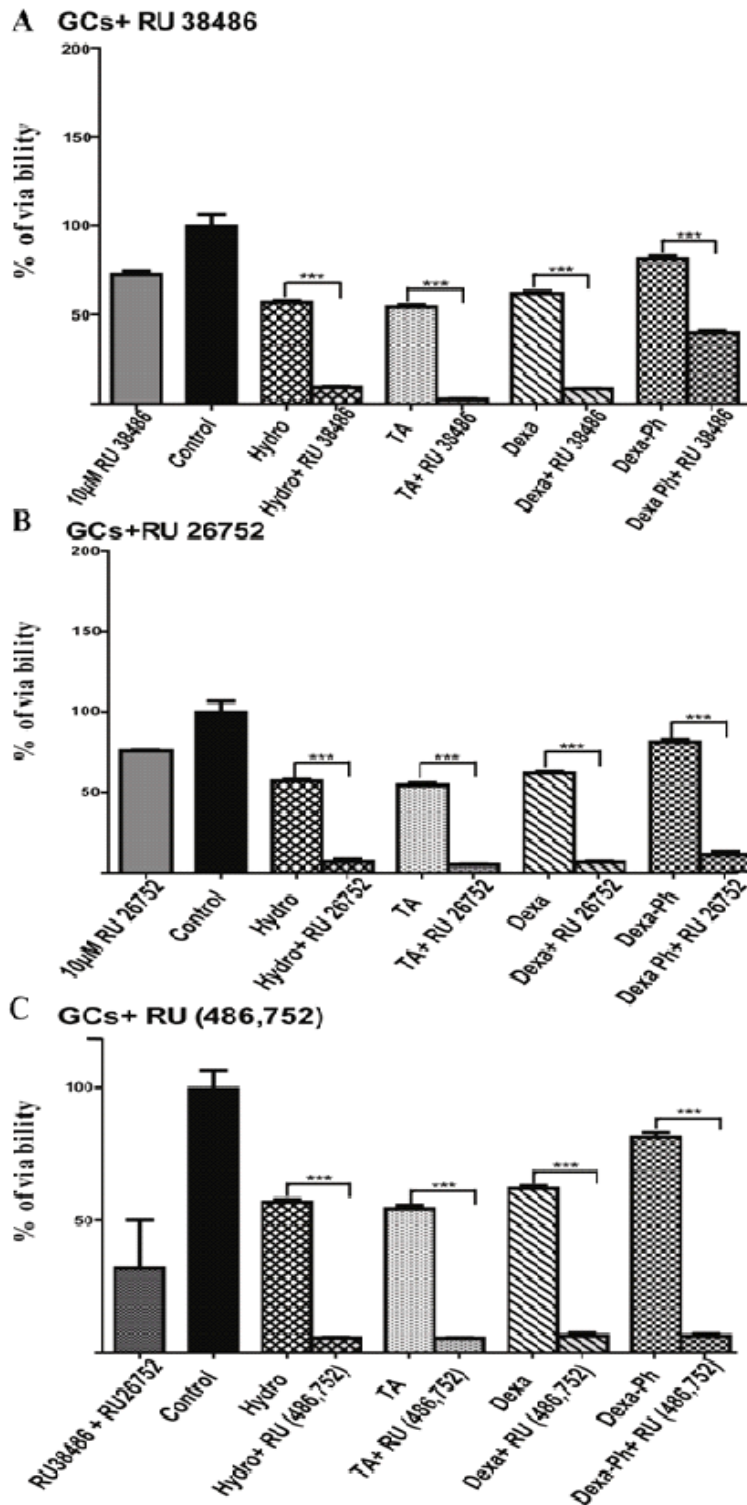 A GCs+ RU 38486
% of via bility
200
150
100
50
***
***
***
***
10µM RU 38486
Control
Hydro
Hydro+ RU 38486
TA
TA+ RU 38486
Dexa
Dexa+ RU 38486
Dexa-Ph
Dexa Ph+ RU 38486
B GCs+RU 26752
% of via bility
200
100
100
50
***
***
***
***
10µM RU 26752
Control
Hydro
Hydro+ RU 26752
TA
TA+ RU 26752
Dexa
Dexa+ RU 26752
Dexa-Ph
Dexa Ph+ RU 26752
C GCs+ RU (486,752)
% of via bility
100
50
***
***
***
***
RU38486 + RU26752
Control
Hydro
Hydro+ RU (486,752)
TA
TA+ RU (486,752)
Dexa
Dexa+ RU (486,752)
Dexa-Ph
Dexa-Ph+ RU (486,752)